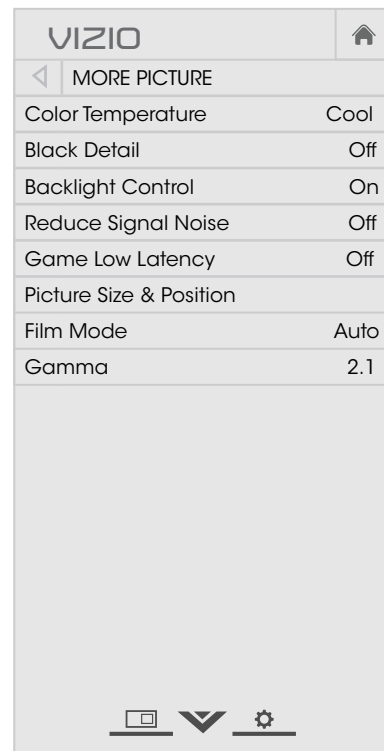 VIZIO
MORE PICTURE
Color Temperature Cool
Black Detail Off
Backlight Control On
Reduce Signal Noise Off
Game Low Latency Off
Picture Size & Position
Film Mode Auto
Gamma 2.1